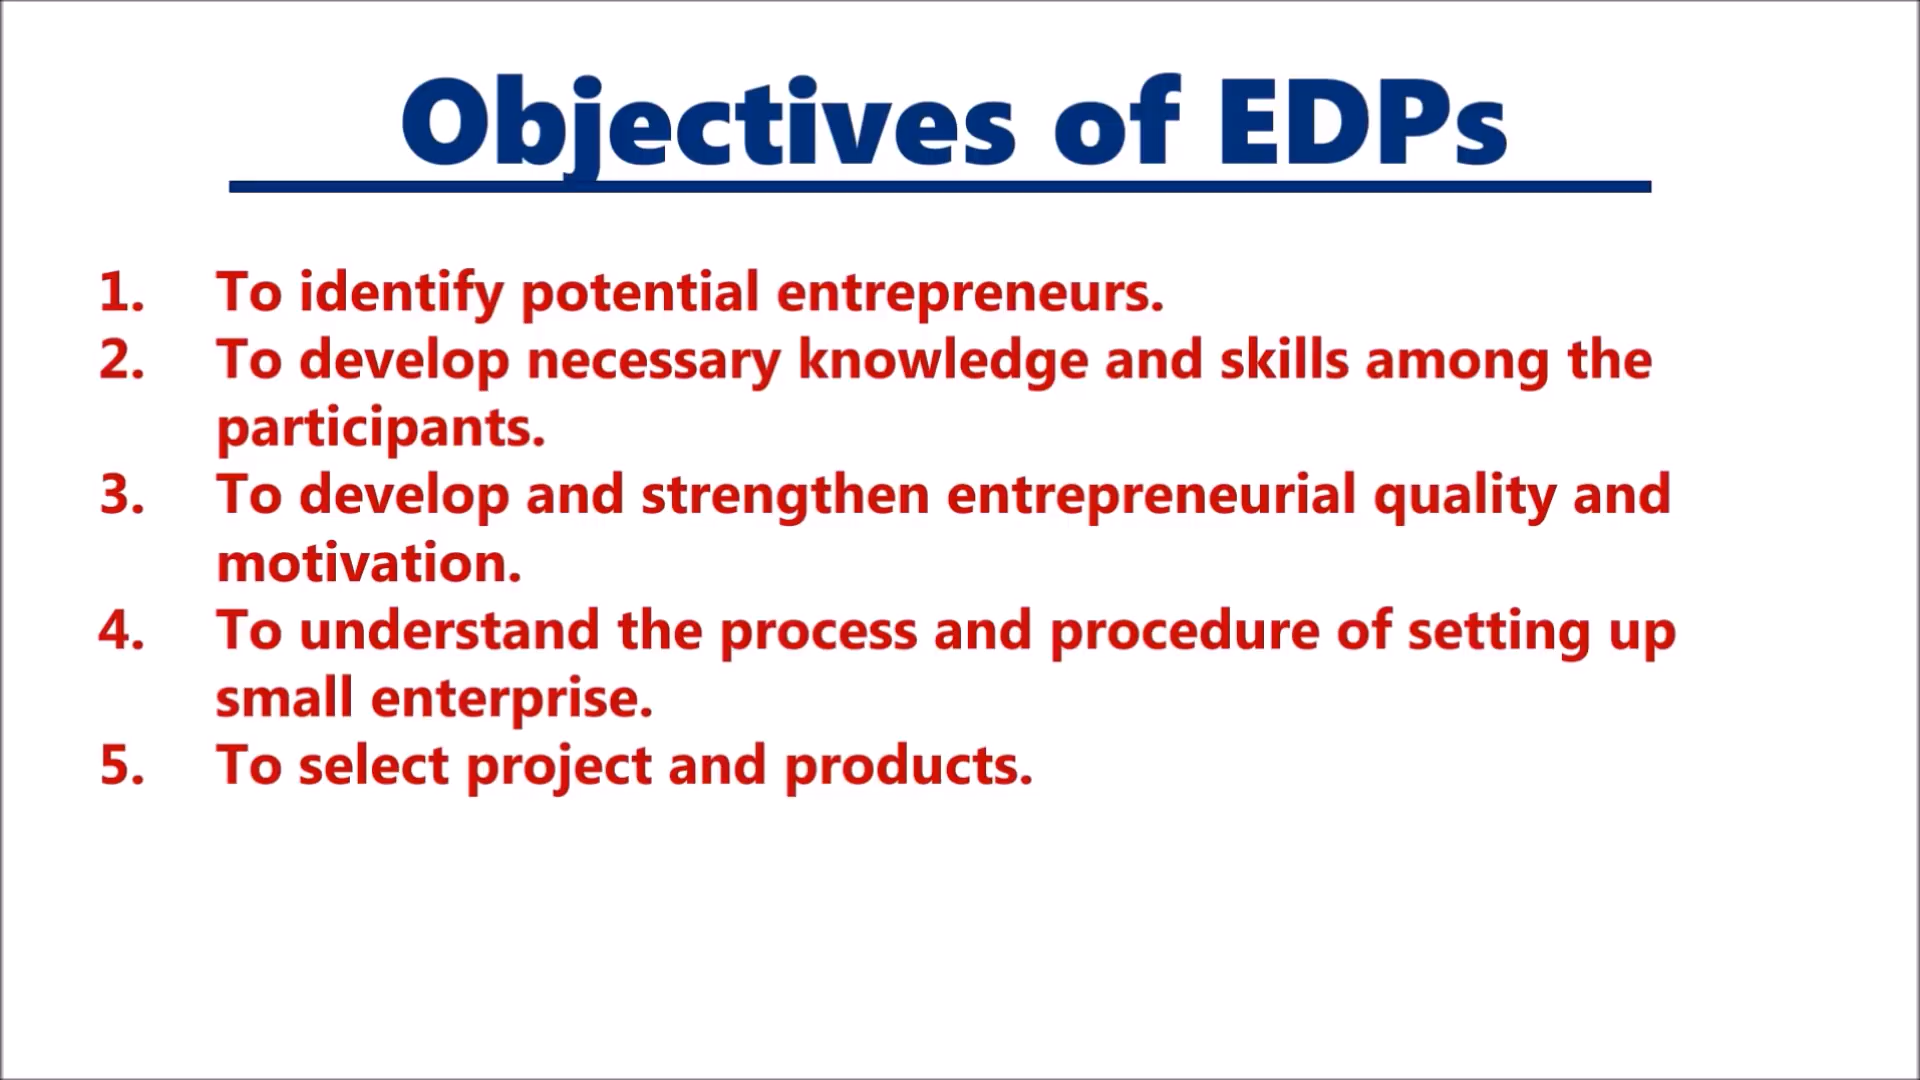 Objectives of EDPs
1. To identify potential entrepreneurs.
2. To develop necessary knowledge and skills among the
participants.
3. To develop and strengthen entrepreneurial quality and
motivation.
4. To understand the process and procedure of setting up
small enterprise.
5. To select project and products.